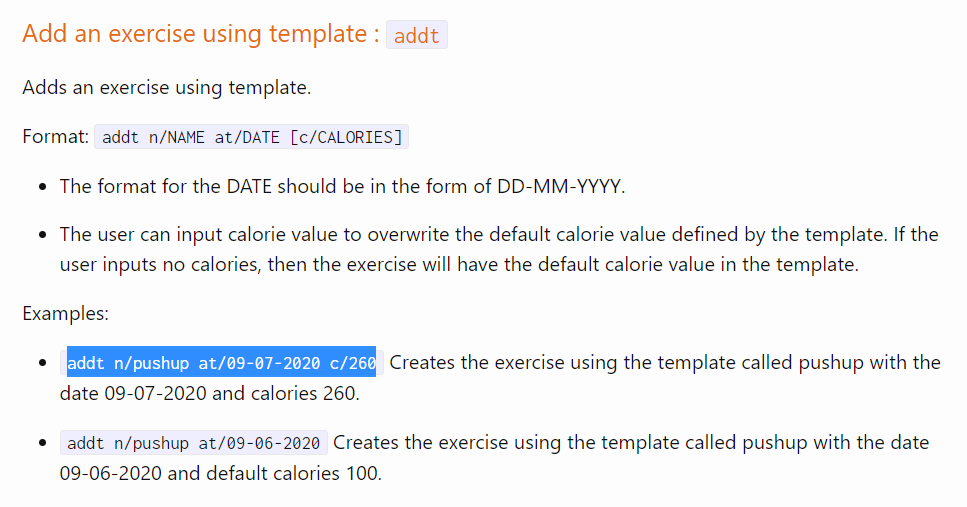 Add an exercise using template : addt
Adds an exercise using template.
Format: addt n/NAME at/DATE [c/CALORIES]
The format for the DATE should be in the form of DD-MM-YYYY.
The user can input calorie value to overwrite the default calorie value defined by the template. If the
user inputs no calories, then the exercise will have the default calorie value in the template.
Examples:
addt n/pushup at/09-07-2020 c/260 Creates the exercise using the template called pushup with the
date 09-07-2020 and calories 260.
addt n/pushup at/09-06-2020 Creates the exercise using the template called pushup with the date
09-06-2020 and default calories 100.